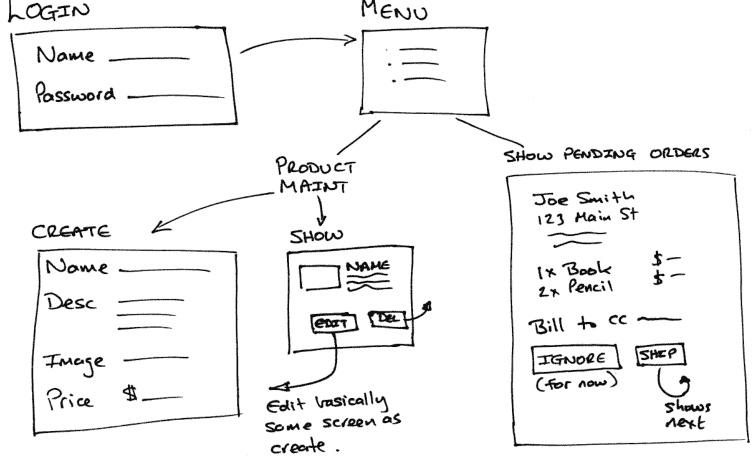 LOGIN
Name
Password
MENU
PRODUCT
MAINT
CREATE
Name
Desc
Image
Price $
SHOW
NAME
EDIT DEL
Edit basically
same screen as
create.
SHOW PENDING ORDERS
Joe Smith
123 Main St
1x Book $
2x Pencil $
Bill to cc
IGNORE SHIP
(for now)
shows
next